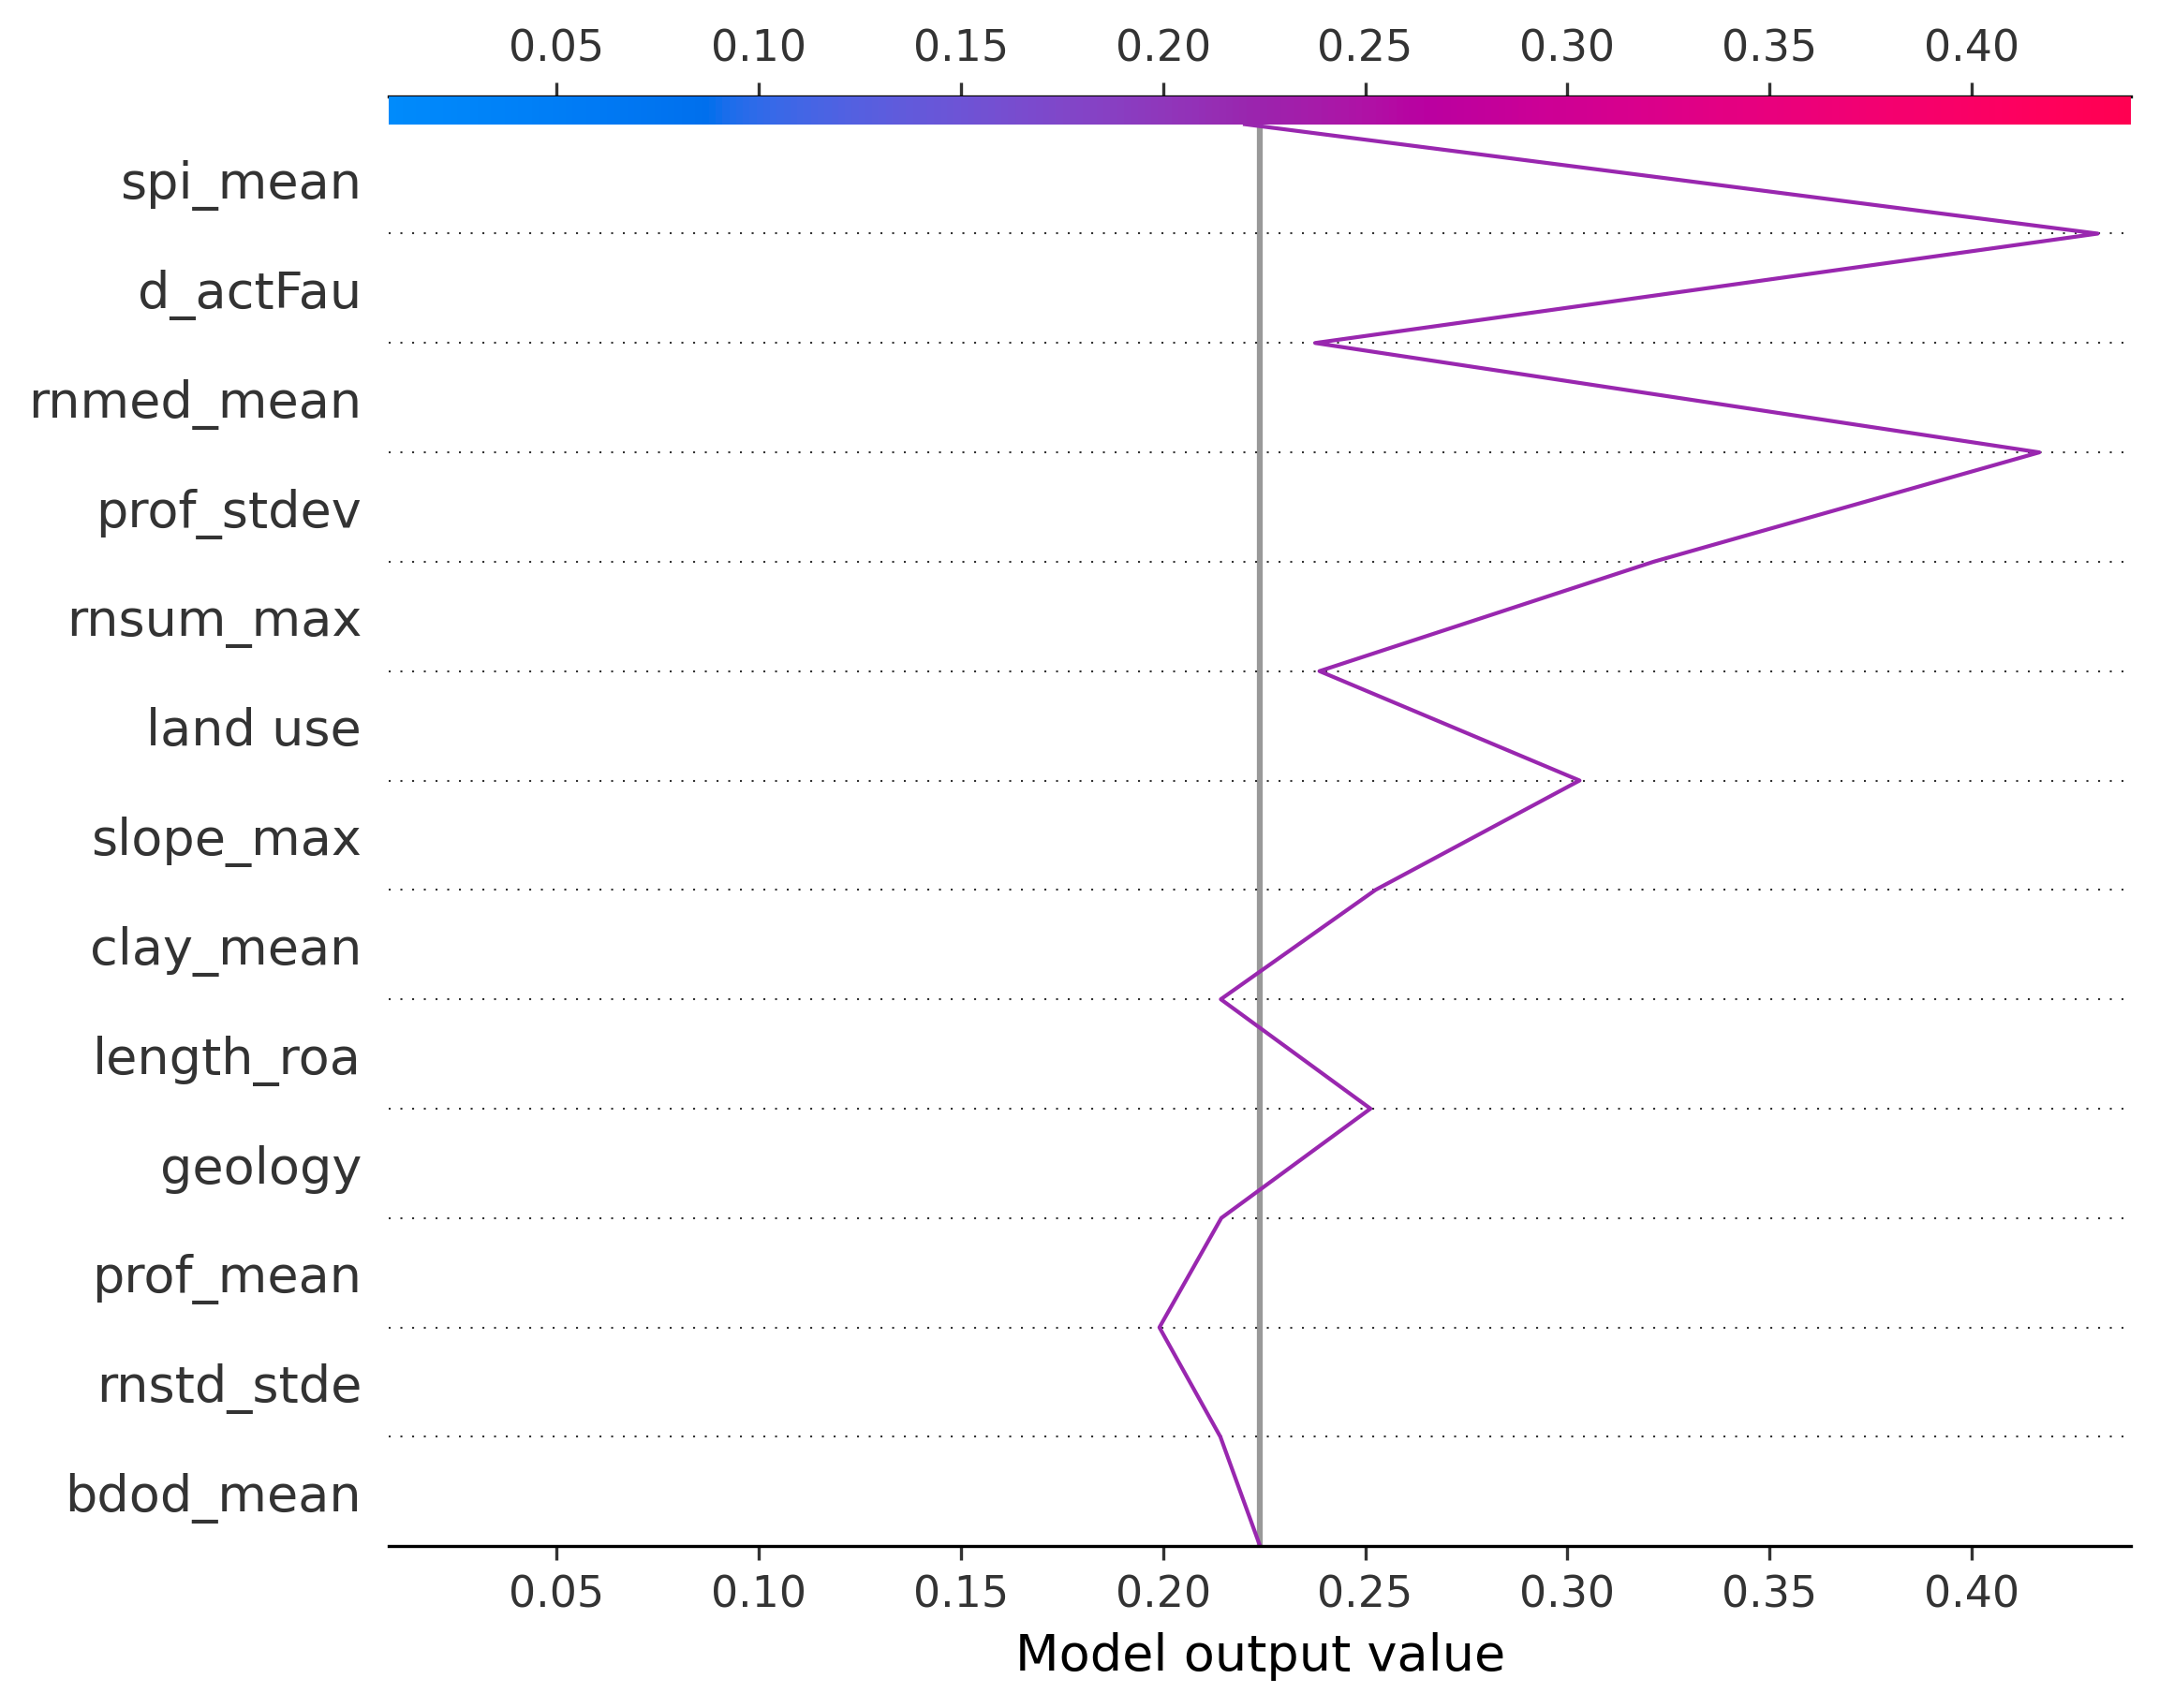 0.05 0.10 0.15 0.20 0.25 0.30 0.35 0.40
spi_mean
d_actFau
rnmed_mean
prof_stdev
rnsum_max
land use
slope_max
clay_mean
length_roa
geology
prof_mean
rnstd_stde
bdod_mean
0.05 0.10 0.15 0.20 0.25 0.30 0.35 0.40
Model output value